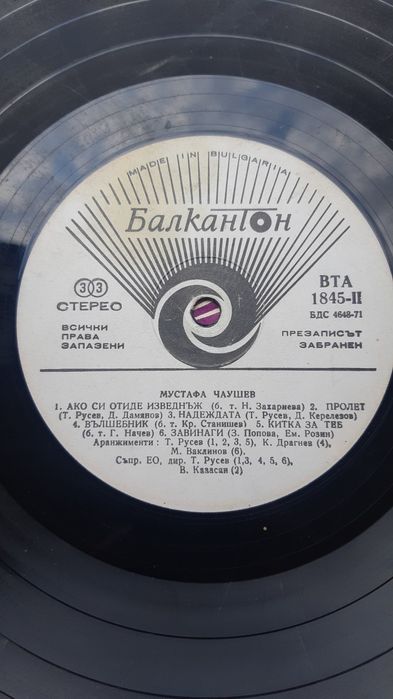 MADE IN BULGARIA
Балкантон
33
СТЕРЕО
ВСИЧКИ
ПРАВА
ЗАПАЗЕНИ
ВТА
1845-II
БДС 4648-71
ПРЕЗАПИСЪТ
ЗАБРАНЕН
МУСТАФА ЧАУШЕВ
1. АКО СИ ОТИДЕ ИЗВЕДНЪЖ (б. т. Н. Захариева) 2. ПРОЛЕТ
(Т. Русев, Д. Дамянов) 3. НАДЕЖДАТА (Т. Русев, Д. Керелезов)
4. ВЪЛШЕБНИК (б. т. Кр. Станишев) 5. КИТКА ЗА ТЕБ
(б. т. Г. Начев) 6. ЗАВИНАГИ (З. Попова, Ем. Розин)
Аранжименти: Т. Русев (1, 2, 3, 5), К. Драгнев (4),
М. Ваклинов (6).
Съпр. ЕО, дир. Т. Русев (1,3, 4, 5, 6),
В. Казасян (2)